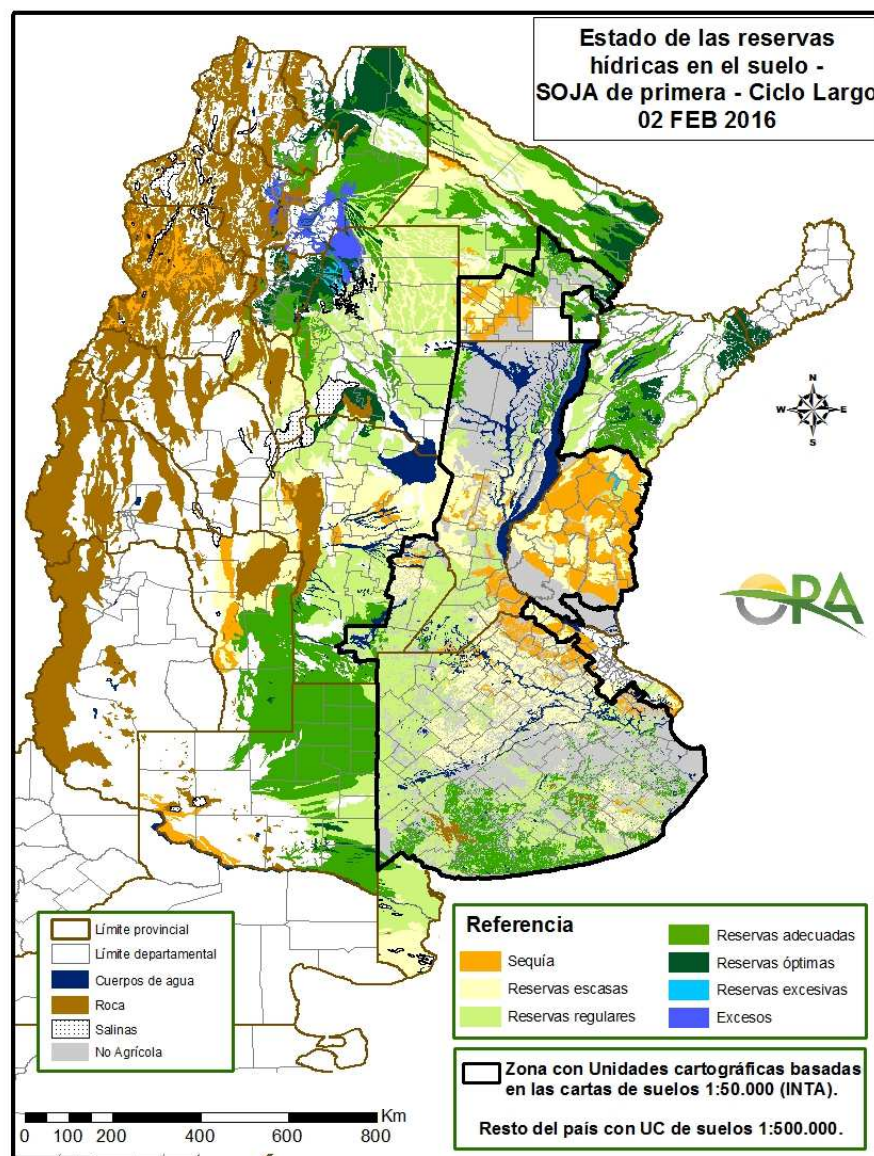 Estado de las reservas
hídricas en el suelo -
SOJA de primera - Ciclo Largo
02 FEB 2016
N
W E
S
ORA
Límite provincial
Límite departamental
Cuerpos de agua
Roca
Salinas
No Agrícola
Referencia
Sequía
Reservas escasas
Reservas regulares
Reservas adecuadas
Reservas óptimas
Reservas excesivas
Excesos
Zona con Unidades cartográficas basadas
en las cartas de suelos 1:50.000 (INTA).
Resto del país con UC de suelos 1:500.000.
Km
0 100 200 400 600 800